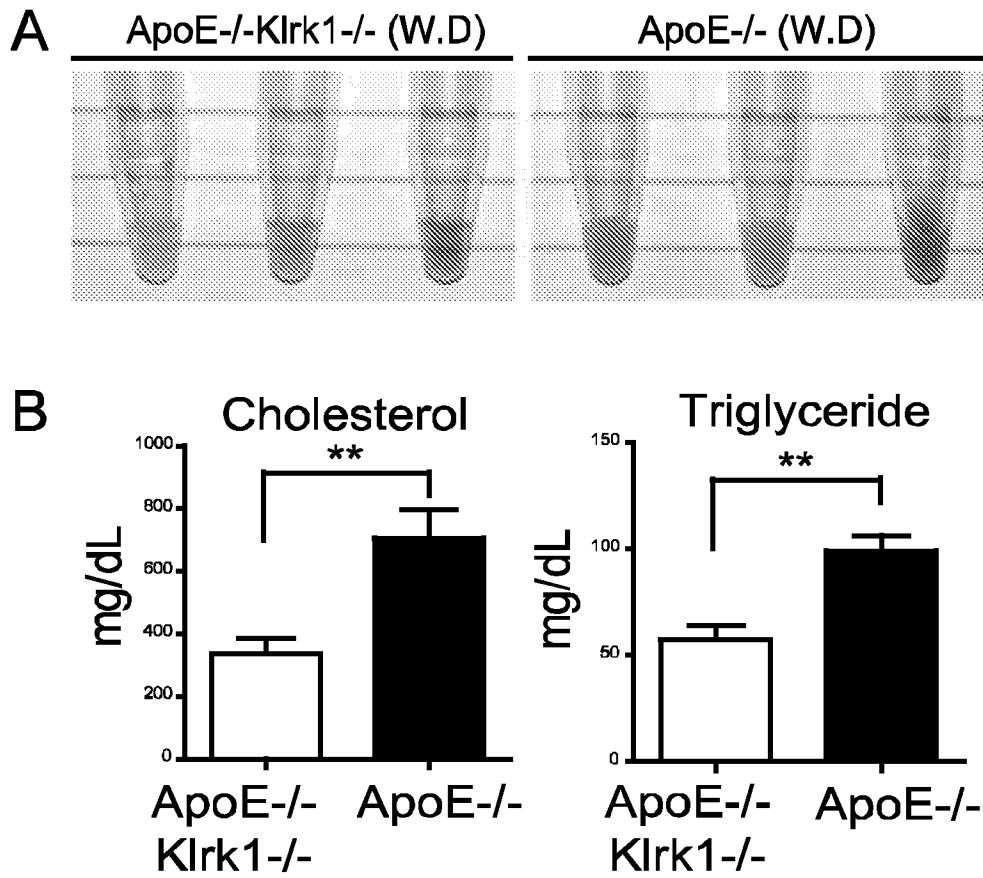 A
ApoE-/-Klrk1-/- (W.D)
ApoE-/- (W.D)
B
Cholesterol
mg/dL
1000
800
600
400
200
0
**
ApoE-/-
Klrk1-/-
ApoE-/-
Triglyceride
mg/dL
150
100
50
0
**
ApoE-/-
Klrk1-/-
ApoE-/-